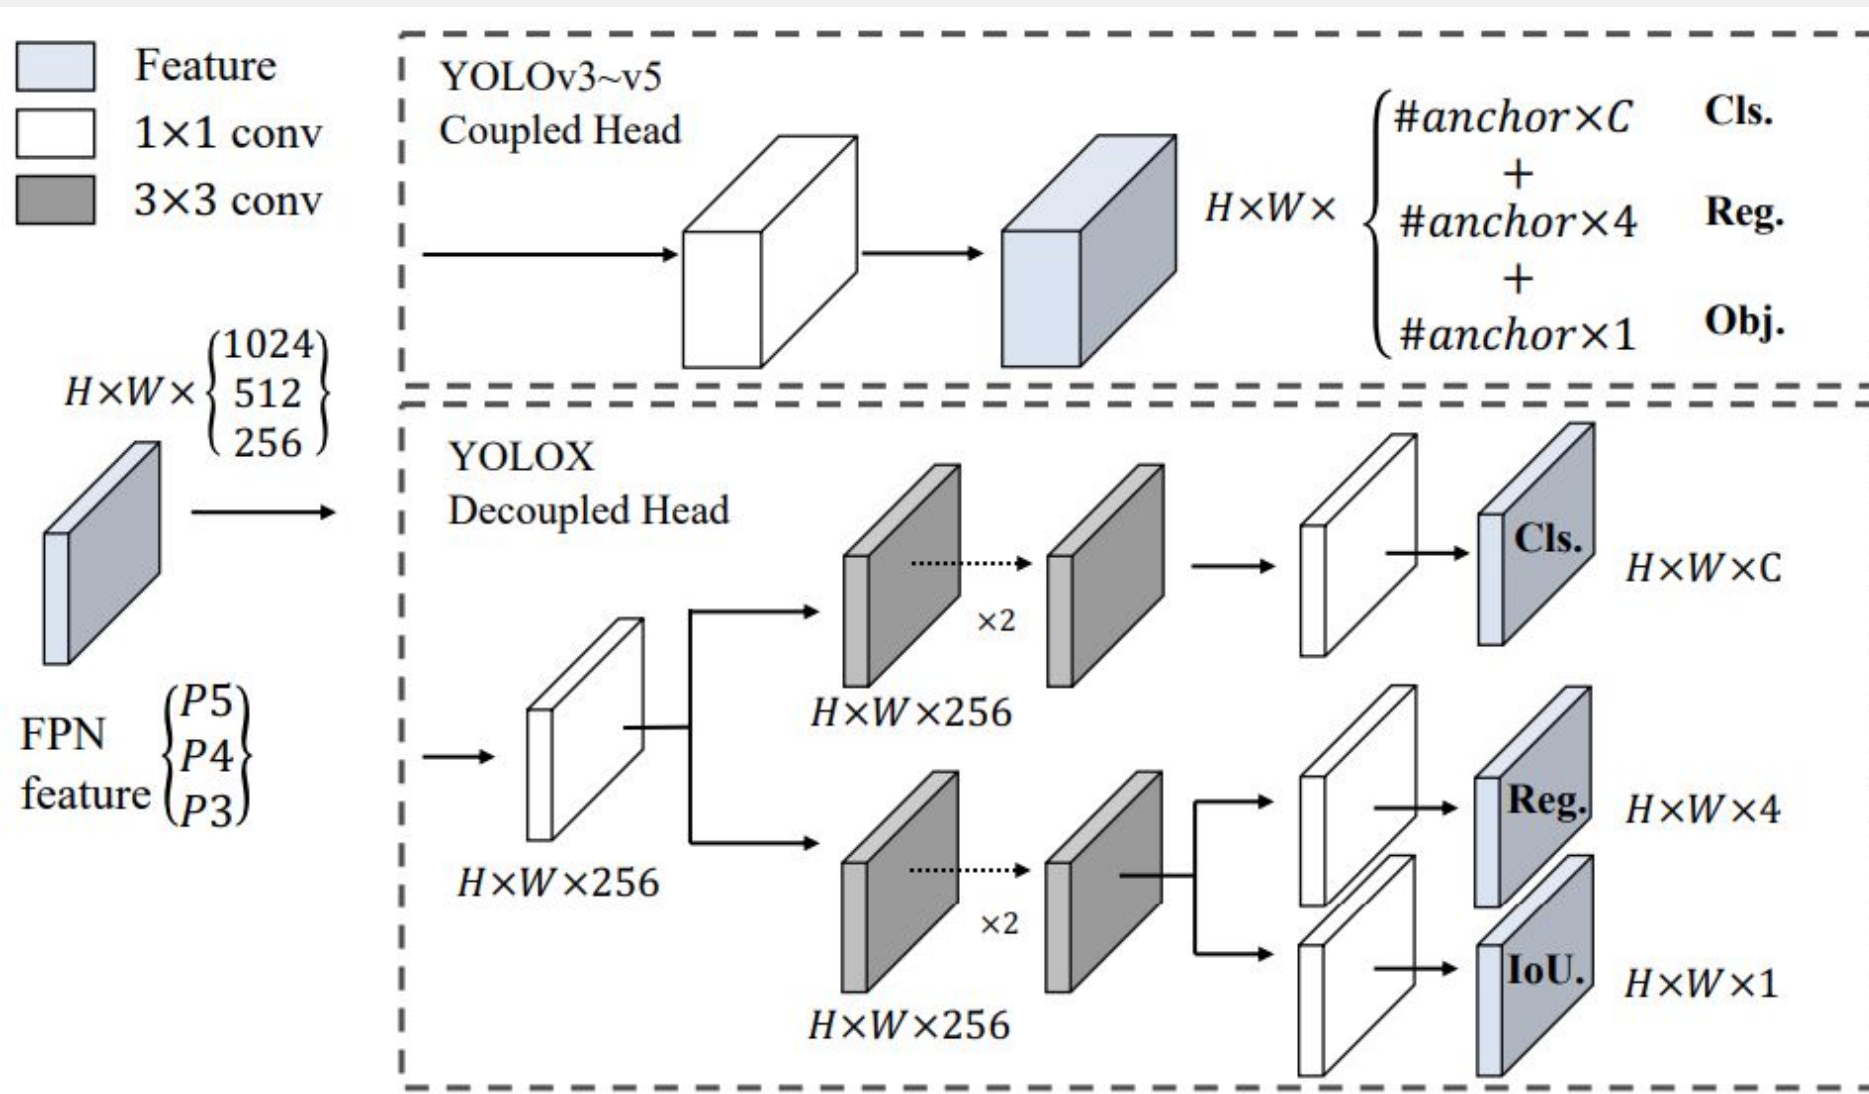 Feature
1×1 conv
3×3 conv
H×W×{1024
512
256}
FPN
feature
{P5
P4
P3}
YOLOv3~v5
Coupled Head
H×W×
{#anchor×C Cls.
+
#anchor×4 Reg.
+
#anchor×1 Obj.
YOLOX
Decoupled Head
H×W×256
×2
H×W×256
Cls.
H×W×C
×2
H×W×256
Reg.
H×W×4
IoU.
H×W×1